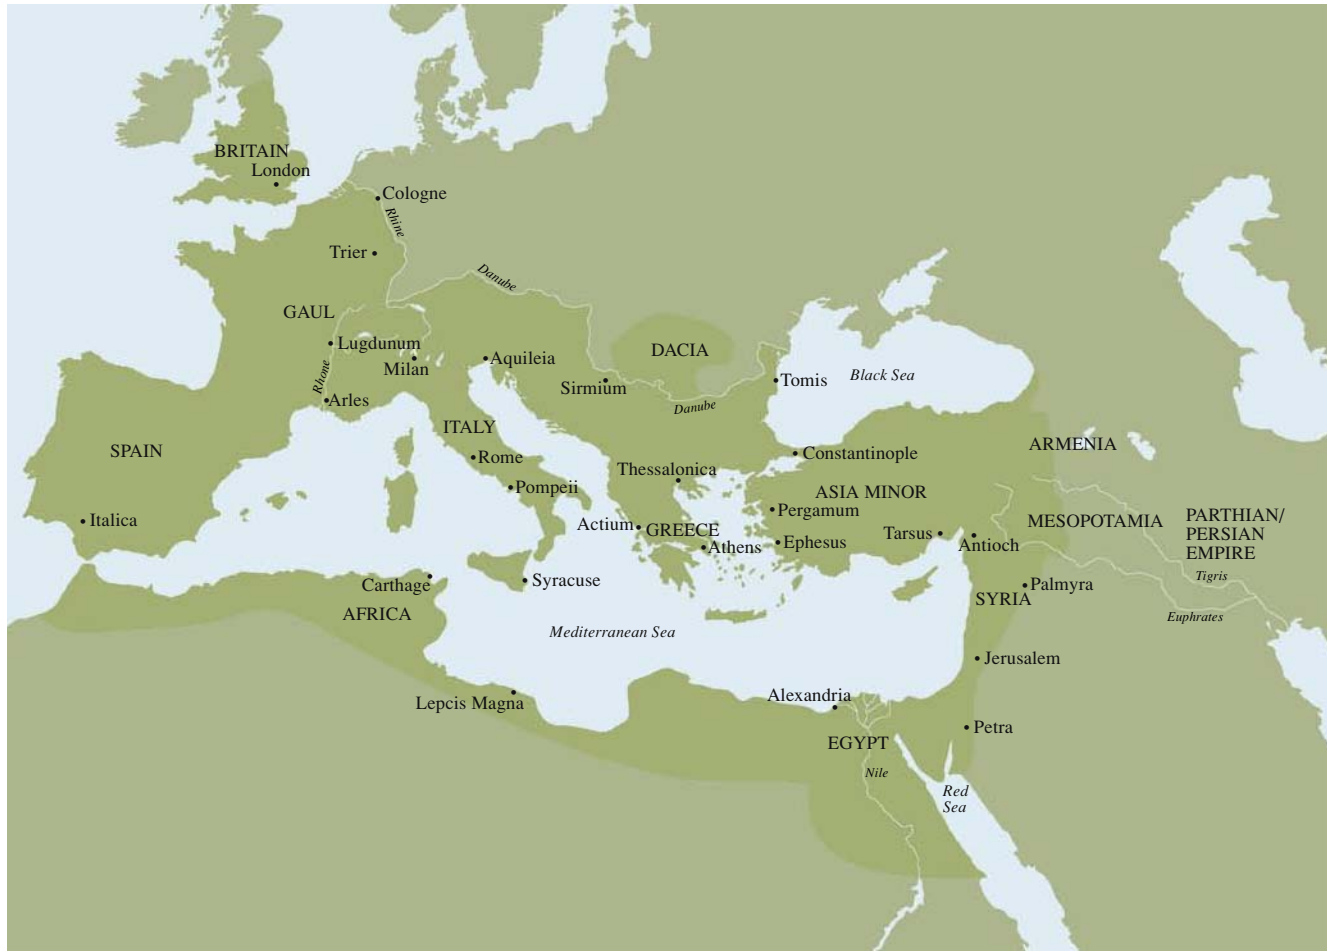 BRITAIN
London
Cologne
Rhine
Trier
Danube
GAUL
Lugdunum
Milan
Aquileia
DACIA
Sirmium
Tomis
Black Sea
Rhone
Arles
Danube
ITALY
SPAIN
Rome
Constantinople
ARMENIA
Thessalonica
Pompeii
ASIA MINOR
Pergamum
Italica
Actium
GREECE
Athens
Ephesus
Tarsus
Antioch
MESOPOTAMIA
PARTHIAN/
PERSIAN
EMPIRE
Tigris
Carthage
Syracuse
Palmyra
SYRIA
AFRICA
Euphrates
Mediterranean Sea
Jerusalem
Lepcis Magna
Alexandria
Petra
EGYPT
Nile
Red
Sea